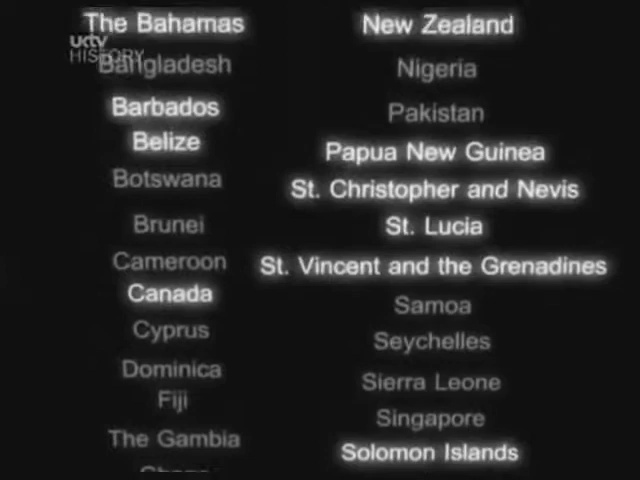 The Bahamas
uktv
HISTORY
Bangladesh
Barbados
Belize
Botswana
Brunei
Cameroon
Canada
Cyprus
Dominica
Fiji
The Gambia
New Zealand
Nigeria
Pakistan
Papua New Guinea
St. Christopher and Nevis
St. Lucia
St. Vincent and the Grenadines
Samoa
Seychelles
Sierra Leone
Singapore
Solomon Islands